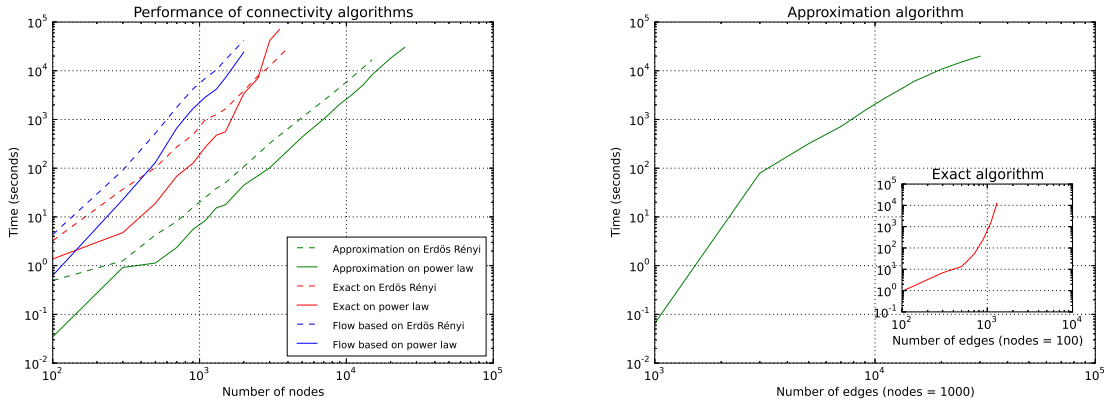 Performance of connectivity algorithms
10^5
10^4
10^3
10^2
10^1
10^0
10^-1
10^-2
Time (seconds)
Approximation on Erdös Rényi
Approximation on power law
Exact on Erdös Rényi
Exact on power law
Flow based on Erdös Rényi
Flow based on power law
10^2 10^3 10^4 10^5
Number of nodes
Approximation algorithm
10^5
10^4
10^3
10^2
10^1
10^0
10^-1
10^-2
Time (seconds)
10^3 10^4 10^5
Number of edges (nodes = 1000)
Exact algorithm
10^5
10^4
10^3
10^2
10^1
10^0
10^-1
10^2 10^3 10^4
Number of edges (nodes = 100)